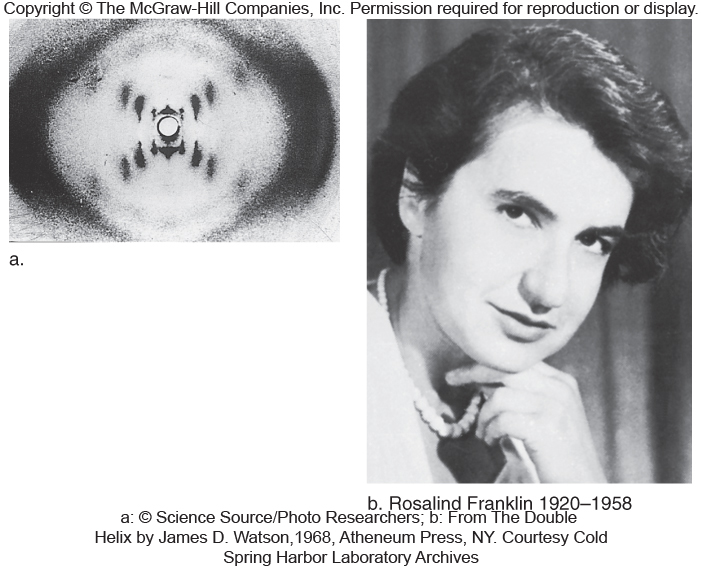 Copyright © The McGraw-Hill Companies, Inc. Permission required for reproduction or display.
a.
b. Rosalind Franklin 1920–1958
a: © Science Source/Photo Researchers; b: From The Double
Helix by James D. Watson,1968, Atheneum Press, NY. Courtesy Cold
Spring Harbor Laboratory Archives